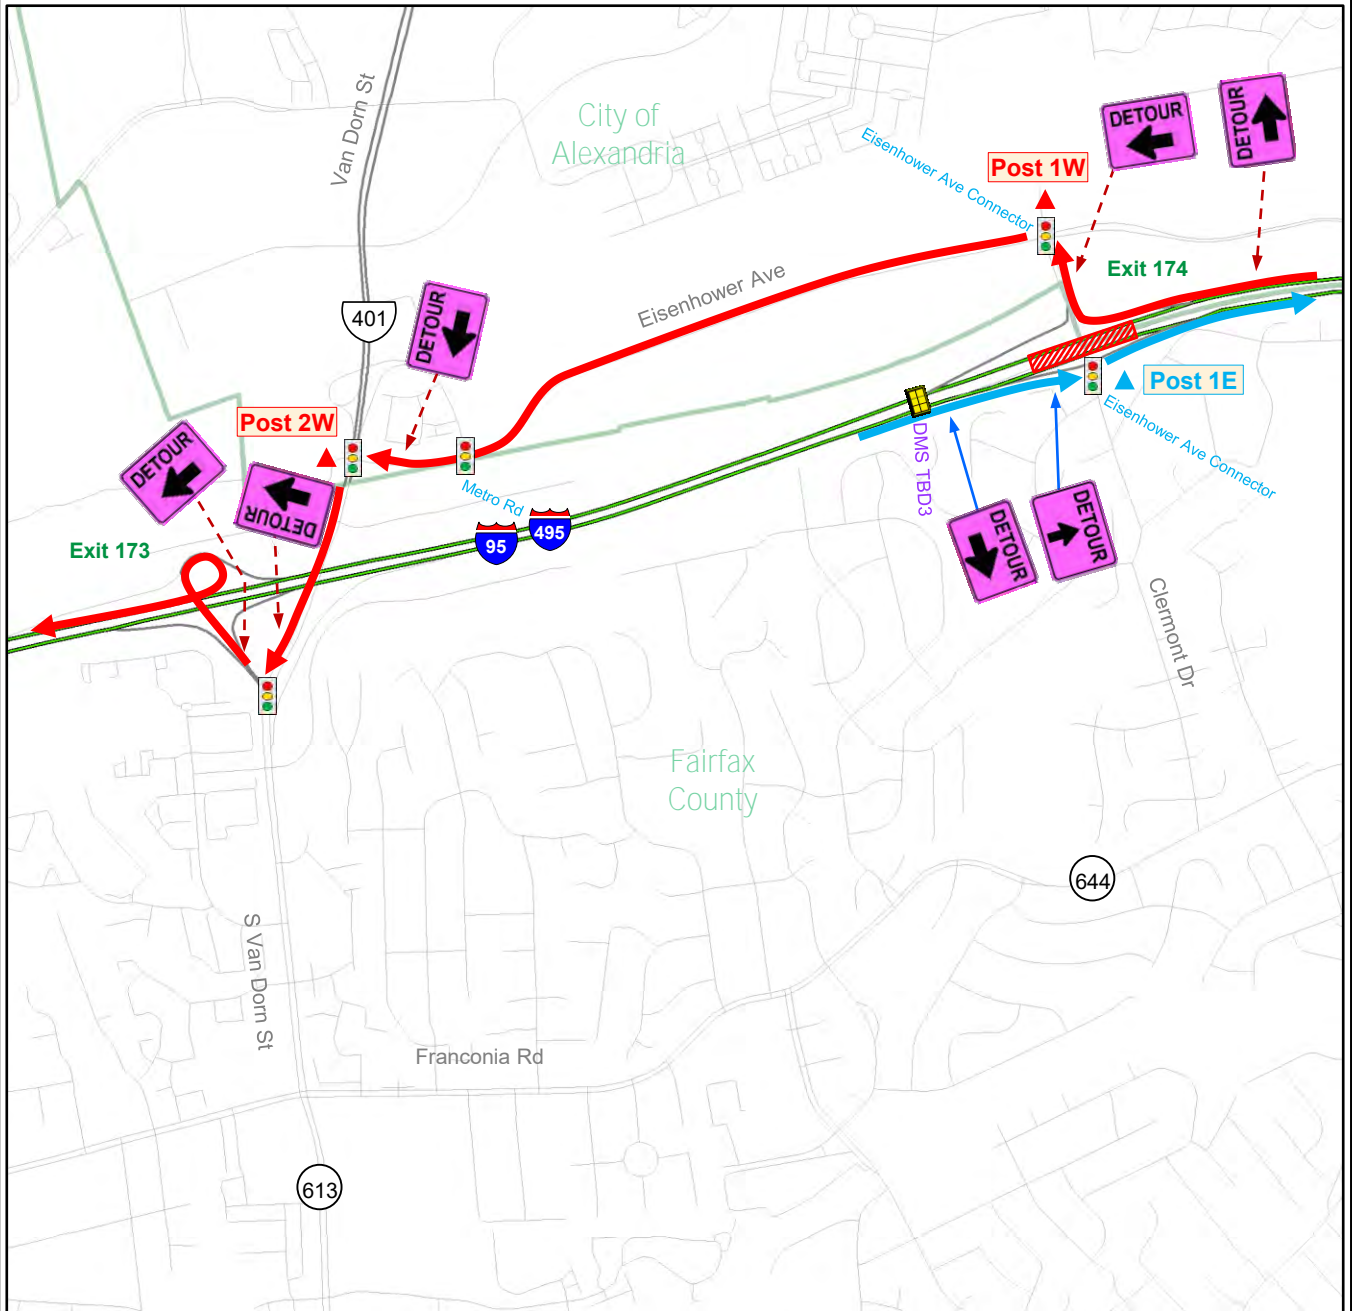 City of
Alexandria
Van Dorn St
Eisenhower Ave Connector
Post 1W
DETOUR
DETOUR
Exit 174
Eisenhower Ave
401
DETOUR
Post 1E
Eisenhower Ave Connector
Post 2W
DETOUR
DETOUR
Metro Rd
DMS TBD3
95
495
DETOUR
DETOUR
Exit 173
Clermont Dr
Fairfax
County
644
S Van Dorn St
Franconia Rd
613